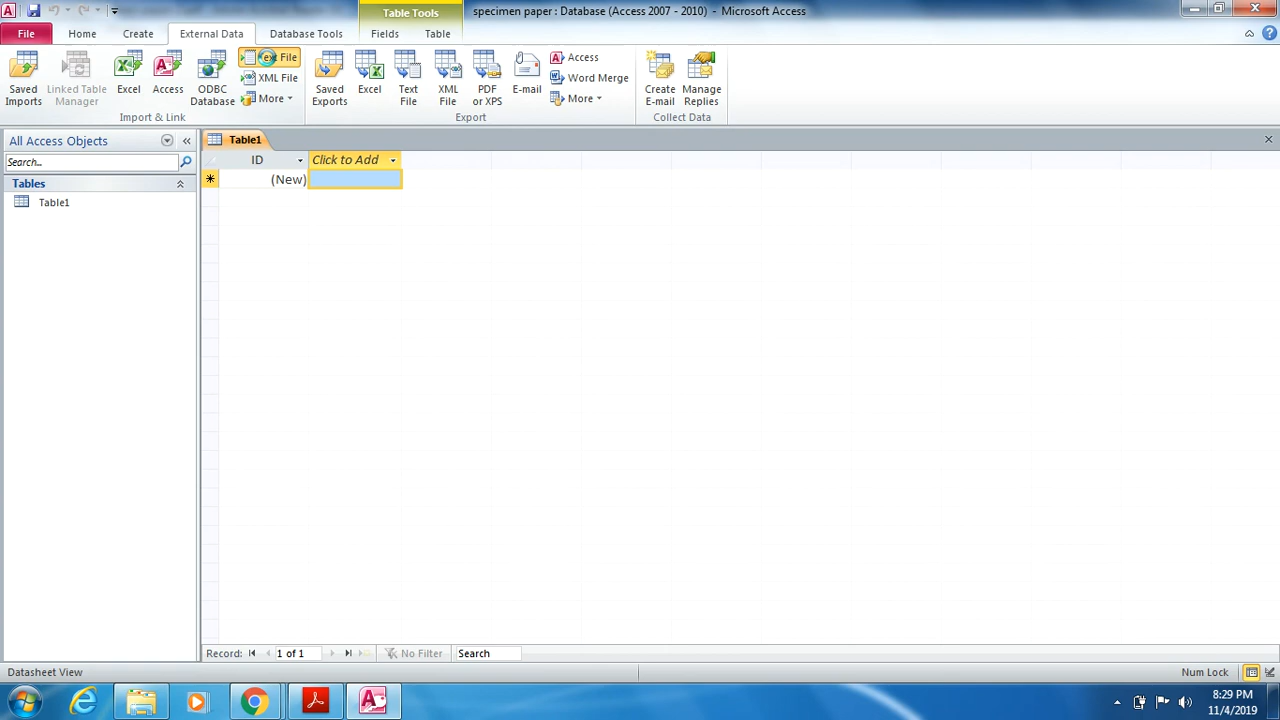 Table Tools
specimen paper : Database (Access 2007 - 2010) - Microsoft Access
File Home Create External Data Database Tools Fields Table
Saved Imports
Linked Table Manager
Excel
Access
ODBC Database
File
XML File
More
Import & Link
Saved Exports
Excel
Text File
XML File
PDF or XPS
E-mail
Access
Word Merge
More
Export
Create E-mail
Manage Replies
Collect Data
All Access Objects
Search..
Tables
Table1
Table1
ID Click to Add
(New)
Record: 1 of 1 No Filter Search
Datasheet View
Num Lock
8:29 PM
11/4/2019